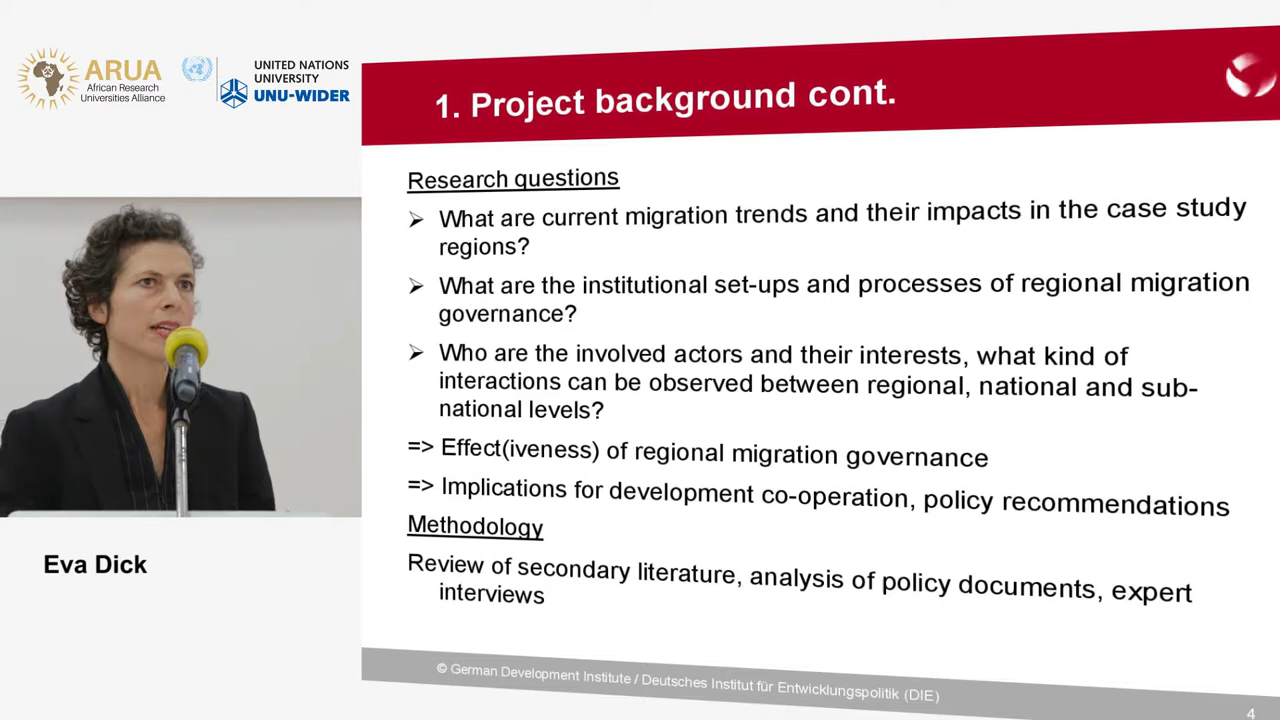 ARUA
African Research
Universities Alliance
UNITED NATIONS
UNIVERSITY
UNU-WIDER
1. Project background cont.
Research questions
➢ What are current migration trends and their impacts in the case study
regions?
➢ What are the institutional set-ups and processes of regional migration
governance?
➢ Who are the involved actors and their interests, what kind of
interactions can be observed between regional, national and sub-
national levels?
=> Effect(iveness) of regional migration governance
=> Implications for development co-operation, policy recommendations
Methodology
Review of secondary literature, analysis of policy documents, expert
interviews
Eva Dick
© German Development Institute / Deutsches Institut für Entwicklungspolitik (DIE)
4